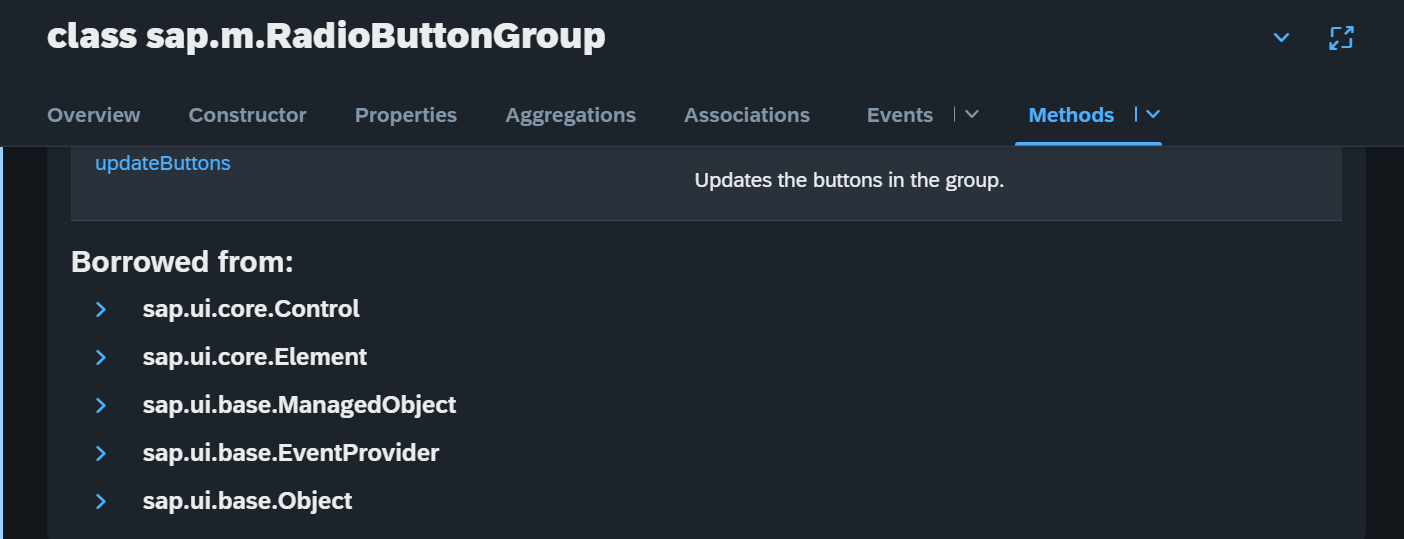 class sap.m.RadioButtonGroup
Overview Constructor Properties Aggregations Associations Events Methods
updateButtons
Updates the buttons in the group.
Borrowed from:
sap.ui.core.Control
sap.ui.core.Element
sap.ui.base.ManagedObject
sap.ui.base.EventProvider
sap.ui.base.Object